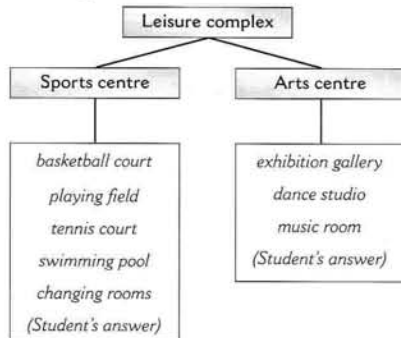 Leisure complex
Sports centre
Arts centre
basketball court
playing field
tennis court
swimming pool
changing rooms
(Student's answer)
exhibition gallery
dance studio
music room
(Student's answer)